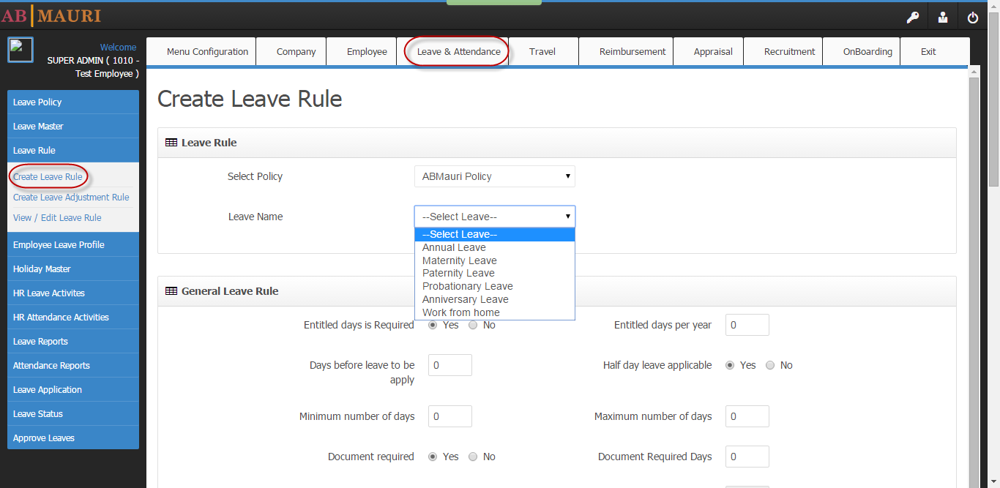 AB MAURI
Welcome
SUPER ADMIN ( 1010 -
Test Employee )
Menu Configuration
Company
Employee
Leave & Attendance
Travel
Reimbursement
Appraisal
Recruitment
OnBoarding
Exit
Leave Policy
Leave Master
Leave Rule
Create Leave Rule
Create Leave Adjustment Rule
View / Edit Leave Rule
Employee Leave Profile
Holiday Master
HR Leave Activites
HR Attendance Activities
Leave Reports
Attendance Reports
Leave Application
Leave Status
Approve Leaves
Create Leave Rule
Leave Rule
Select Policy
ABMauri Policy
Leave Name
--Select Leave--
--Select Leave--
Annual Leave
Maternity Leave
Paternity Leave
Probationary Leave
Anniversary Leave
Work from home
General Leave Rule
Entitled days is Required Yes No
Entitled days per year 0
Days before leave to be
apply
0
Half day leave applicable Yes No
Minimum number of days 0
Maximum number of days 0
Document required Yes No
Document Required Days 0